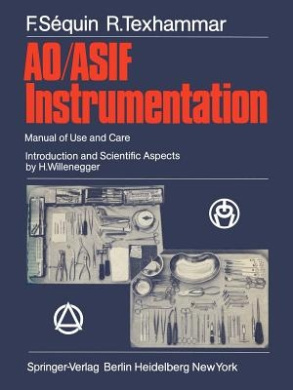 F.Séquin R.Texhammar
AO/ASIF
Instrumentation
Manual of Use and Care
Introduction and Scientific Aspects
by H.Willenegger
Springer-Verlag Berlin Heidelberg New York